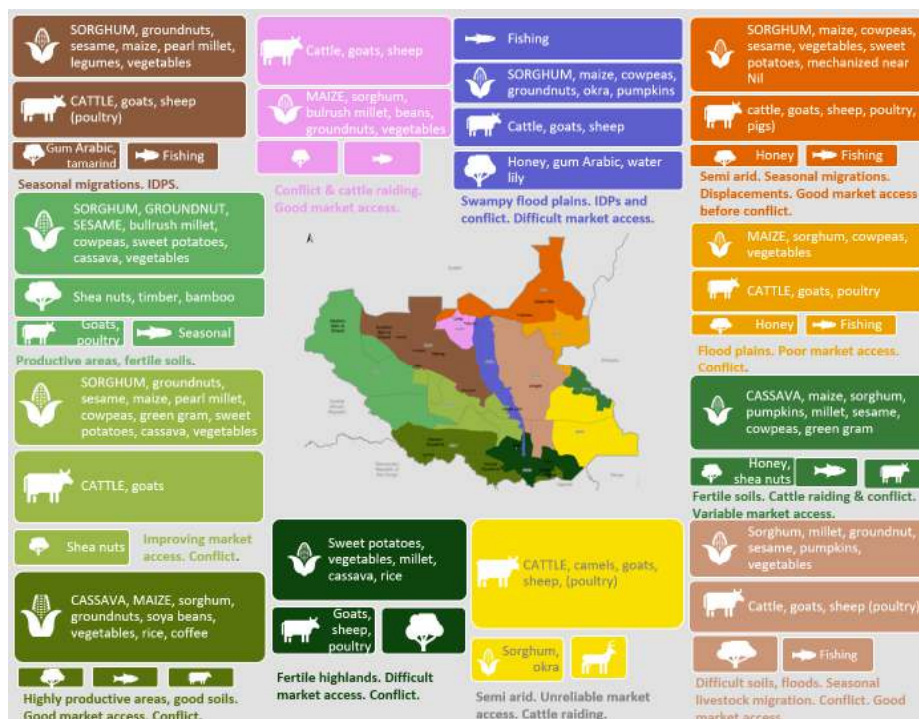 SORGHUM, groundnuts,
sesame, maize, pearl millet,
legumes, vegetables
CATTLE, goats, sheep
(poultry)
Gum Arabic,
tamarind
Fishing
Seasonal migrations. IDPS.
Cattle, goats, sheep
MAIZE, sorghum,
bulrush millet, beans,
groundnuts, vegetables
Conflict & cattle raiding.
Good market access.
Fishing
SORGHUM, maize, cowpeas,
groundnuts, okra, pumpkins
Cattle, goats, sheep
Honey, gum Arabic, water
lily
Swampy flood plains. IDPs and
conflict. Difficult market access.
SORGHUM, maize, cowpeas,
sesame, vegetables, sweet
potatoes, mechanized near
Nil
cattle, goats, sheep, poultry,
pigs)
Honey
Fishing
Semi arid. Seasonal migrations.
Displacements. Good market access
before conflict.
SORGHUM, GROUNDNUT,
SESAME, bullrush millet,
cowpeas, sweet potatoes,
cassava, vegetables
Shea nuts, timber, bamboo
Goats,
poultry
Seasonal
Productive areas, fertile soils.
MAIZE, sorghum, cowpeas,
vegetables
CATTLE, goats, poultry
Honey
Fishing
Flood plains. Poor market access.
Conflict.
SORGHUM, groundnuts,
sesame, maize, pearl millet,
cowpeas, green gram, sweet
potatoes, cassava, vegetables
CATTLE, goats
Shea nuts
Improving market
access. Conflict.
CASSAVA, maize, sorghum,
pumpkins, millet, sesame,
cowpeas, green gram
Honey,
shea nuts
Fertile soils. Cattle raiding & conflict.
Variable market access.
CASSAVA, MAIZE, sorghum,
groundnuts, soya beans,
vegetables, rice, coffee
Highly productive areas, good soils.
Good market access. Conflict.
Sweet potatoes,
vegetables, millet,
cassava, rice
Goats,
sheep,
poultry
Fertile highlands. Difficult
market access. Conflict.
CATTLE, camels, goats,
sheep, (poultry)
Sorghum,
okra
Semi arid. Unreliable market
access. Cattle raiding.
Sorghum, millet, groundnut,
sesame, pumpkins,
vegetables
Cattle, goats, sheep (poultry)
Fishing
Difficult soils, floods. Seasonal
livestock migration. Conflict. Good
market access